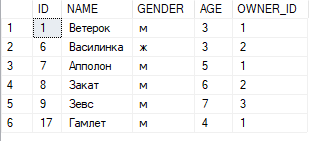 ID NAME GENDER AGE OWNER_ID
1 1 Ветерок м 3 1
2 6 Василинка ж 3 2
3 7 Апполон м 5 1
4 8 Закат м 6 2
5 9 Зевс м 7 3
6 17 Гамлет м 4 1